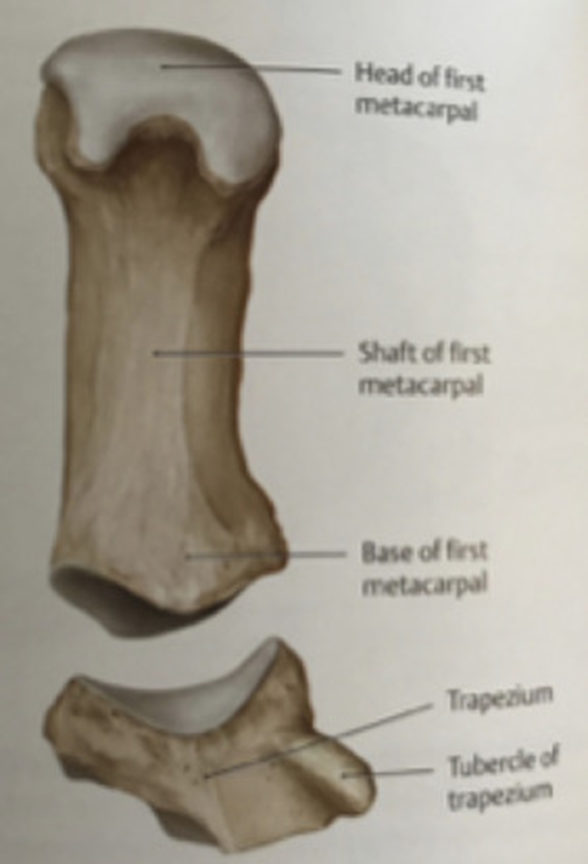 Head of first
metacarpal
Shaft of first
metacarpal
Base of first
metacarpal
Trapezium
Tubercle of
trapezium